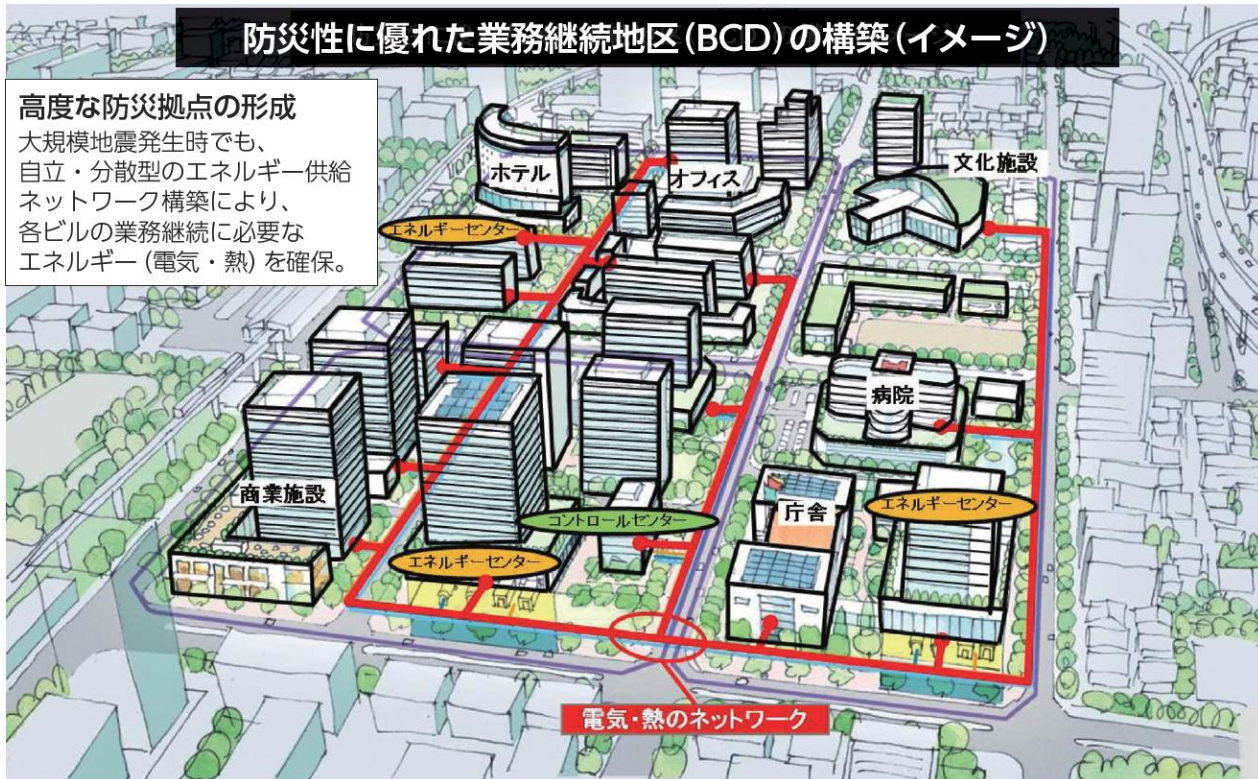 防災性に優れた業務継続地区(BCD)の構築(イメージ)
高度な防災拠点の形成
大規模地震発生時でも、
自立・分散型のエネルギー供給
ネットワーク構築により、
各ビルの業務継続に必要な
エネルギー(電気・熱)を確保。
ホテル
オフィス
文化施設
エネルギーセンター
病院
商業施設
庁舎
エネルギーセンター
コントロールセンター
エネルギーセンター
電気・熱のネットワーク